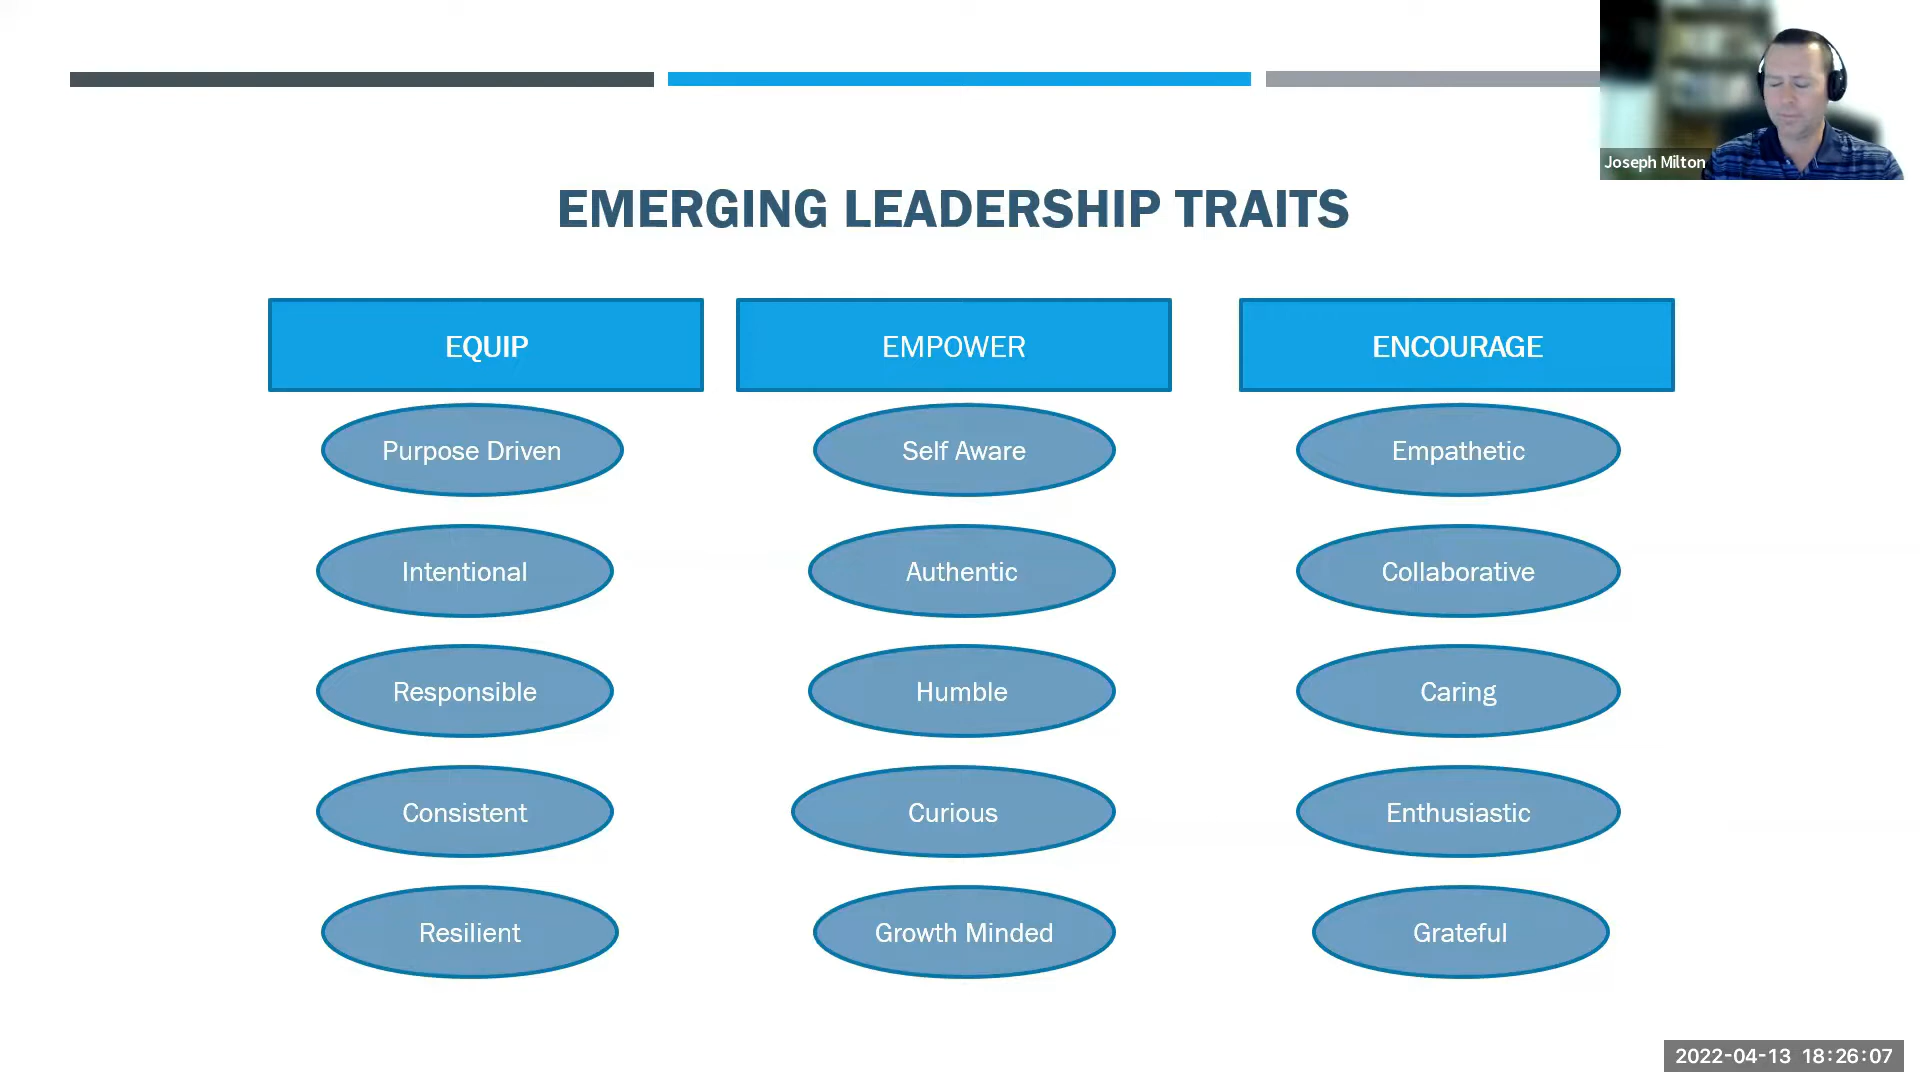 Joseph Milton
EMERGING LEADERSHIP TRAITS
EQUIP
EMPOWER
ENCOURAGE
Purpose Driven
Self Aware
Empathetic
Intentional
Authentic
Collaborative
Responsible
Humble
Caring
Consistent
Curious
Enthusiastic
Resilient
Growth Minded
Grateful
2022-04-13 18:26:07